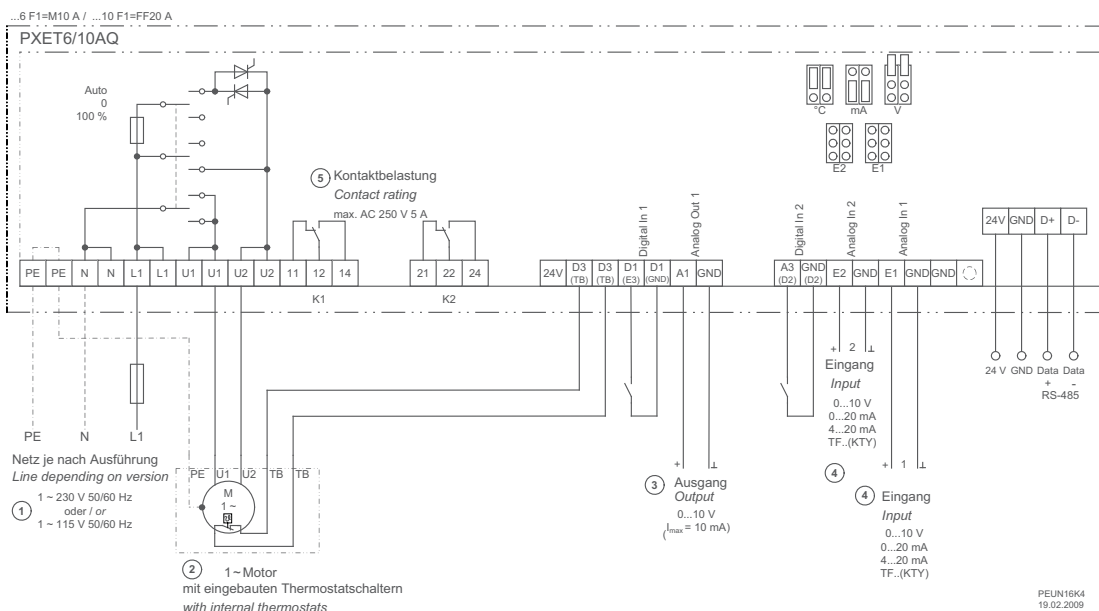 ...6 F1=M10 A / ...10 F1=FF20 A
PXET6/10AQ
Auto
0
100 %
°C
mA
V
E2
E1
5
Kontaktbelastung
Contact rating
max. AC 250 V 5 A
Digital In 1
Analog Out 1
Digital In 2
Analog In 2
Analog In 1
24V GND D+ D-
PE PE N N L1 L1 U1 U1 U2 U2 11 12 14
K1
21 22 24
K2
24V D3 (TB) D3 (TB) D1 (E3) D1 (GND) A1 GND
A3 (D2) GND (D2) E2 GND E1 GND GND
+ 2 ⊥
Eingang
Input
0...10 V
0...20 mA
4...20 mA
TF..(KTY)
4
24 V GND Data + Data -
RS-485
PE N L1
Netz je nach Ausführung
Line depending on version
1
1 ~ 230 V 50/60 Hz
oder / or
1 ~ 115 V 50/60 Hz
PE U1 U2 TB TB
M
1 ~
2
1~Motor
mit eingebauten Thermostatschaltern
with internal thermostats
+ ⊥
3
Ausgang
Output
0...10 V
(Imax = 10 mA)
+ 1 ⊥
4
Eingang
Input
0...10 V
0...20 mA
4...20 mA
TF..(KTY)
PEUN16K4
19.02.2009